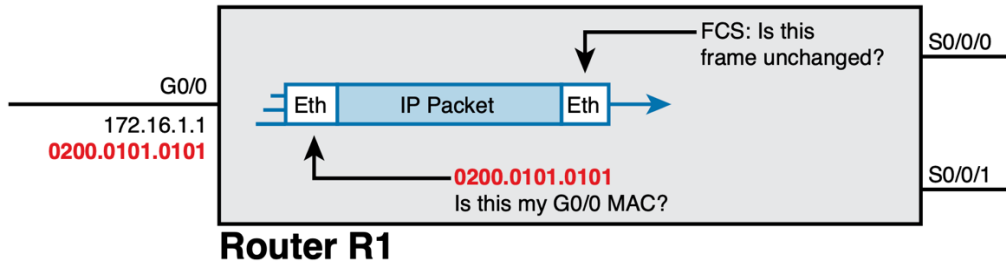 FCS: Is this
frame unchanged?
S0/0/0
G0/0
Eth
IP Packet
Eth
172.16.1.1
0200.0101.0101
0200.0101.0101
Is this my G0/0 MAC?
S0/0/1
Router R1